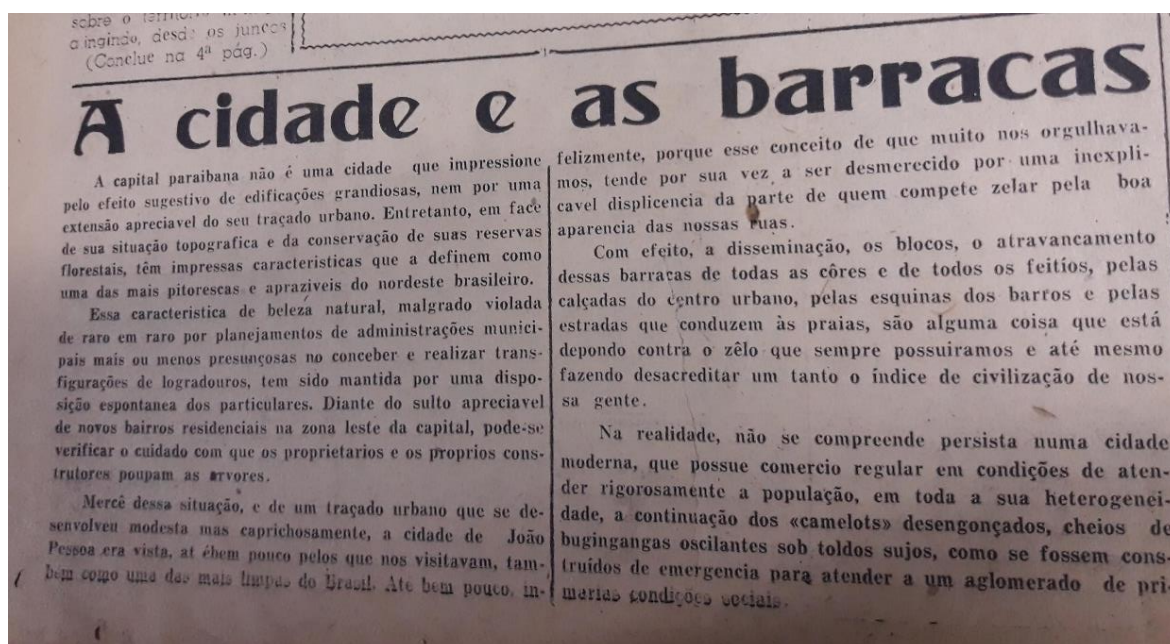 sobre o
a ingindo, desde os juncos
(Conclue na 4ª pág.)
A cidade e as barracas
A capital paraibana não é uma cidade que impressione
pelo efeito sugestivo de edificações grandiosas, nem por uma
extensão apreciavel do seu traçado urbano. Entretanto, em face
de sua situação topografica e da conservação de suas reservas
florestais, têm impressas caracteristicas que a definem como
uma das mais pitorescas e apraziveis do nordeste brasileiro.
Essa caracteristica de beleza natural, malgrado violada
de raro em raro por planejamentos de administrações munici-
pais mais ou menos presunçosas no conceber e realizar trans-
figurações de logradouros, tem sido mantida por uma dispo-
sição espontanea dos particulares. Diante do sulto apreciavel
de novos bairros residenciais na zona leste da capital, pode-se
verificar o cuidado com que os proprietarios e os proprios cons-
trutores poupam as arvores.
Mercê dessa situação, e de um traçado urbano que se de-
senvolveu modesta mas caprichosamente, a cidade de João
Pessoa era vista, at ébem pouco pelos que nos visitavam, tam-
bém como uma das mais limpas do Brasil. Até bem pouco, in-
felizmente, porque esse conceito de que muito nos orgulhava-
mos, tende por sua vez a ser desmerecido por uma inexpli-
cavel displicencia da parte de quem compete zelar pela boa
aparencia das nossas ruas.
Com efeito, a disseminação, os blocos, o atravancamento
dessas barracas de todas as côres e de todos os feitíos, pelas
calçadas do centro urbano, pelas esquinas dos barros e pelas
estradas que conduzem às praias, são alguma coisa que está
depondo contra o zêlo que sempre possuiramos e até mesmo
fazendo desacreditar um tanto o índice de civilização de nos-
sa gente.
Na realidade, não se compreende persista numa cidade
moderna, que possue comercio regular em condições de aten-
der rigorosamente a população, em toda a sua heterogenei-
dade, a continuação dos «camelots» desengonçados, cheios de
bugingangas oscilantes sob toldos sujos, como se fossem cons-
truídos de emergencia para atender a um aglomerado de pri-
marias condições sociais.